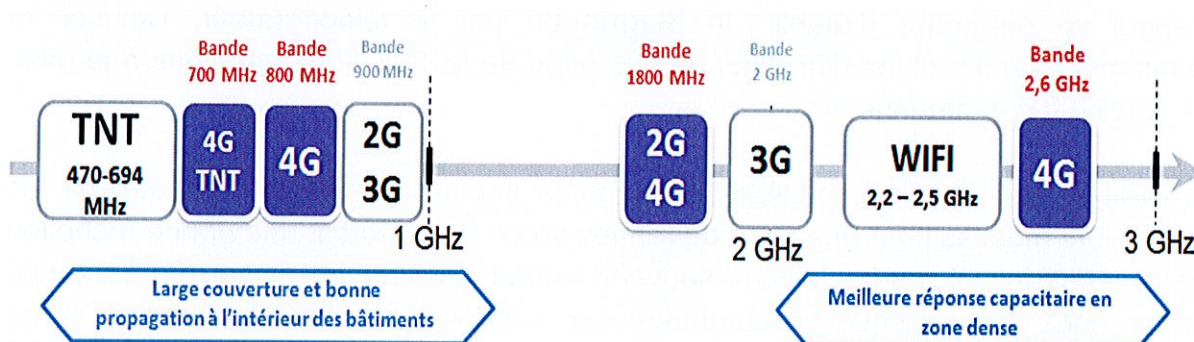 Bande
700 MHz
Bande
800 MHz
Bande
900 MHz
Bande
1800 MHz
Bande
2 GHz
Bande
2,6 GHz
TNT
470-694
MHz
4G
TNT
4G
2G
3G
2G
4G
3G
WIFI
2,2 – 2,5 GHz
4G
1 GHz
2 GHz
3 GHz
Large couverture et bonne
propagation à l'intérieur des bâtiments
Meilleure réponse capacitaire en
zone dense